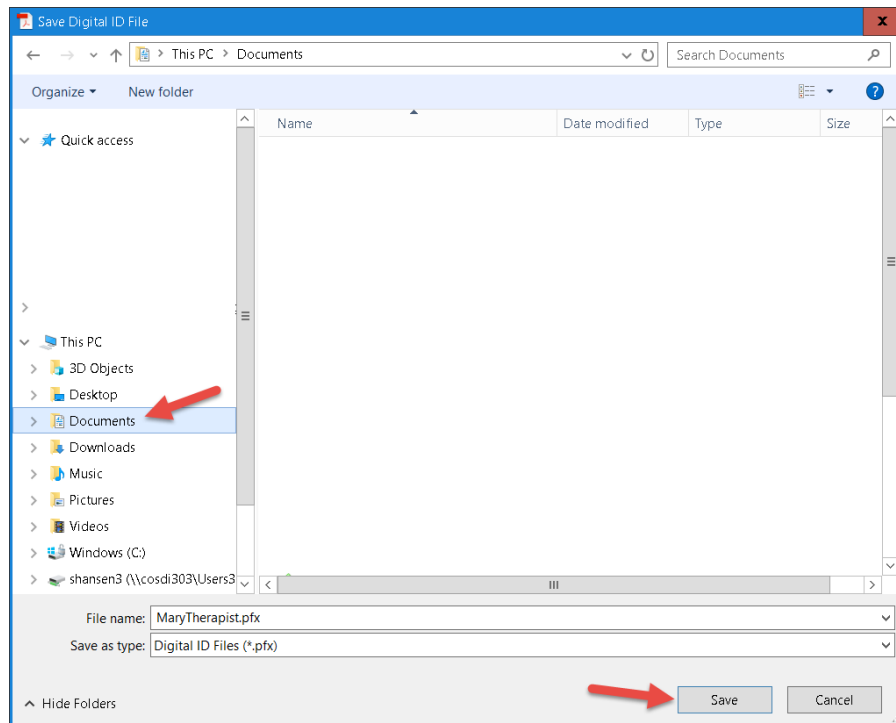 Save Digital ID File
This PC > Documents
Search Documents
Organize New folder
Name Date modified Type Size
Quick access
This PC
3D Objects
Desktop
Documents
Downloads
Music
Pictures
Videos
Windows (C:)
shansen3 (\\cosdi303\Users3
File name: MaryTherapist.pfx
Save as type: Digital ID Files (*.pfx)
Hide Folders Save Cancel